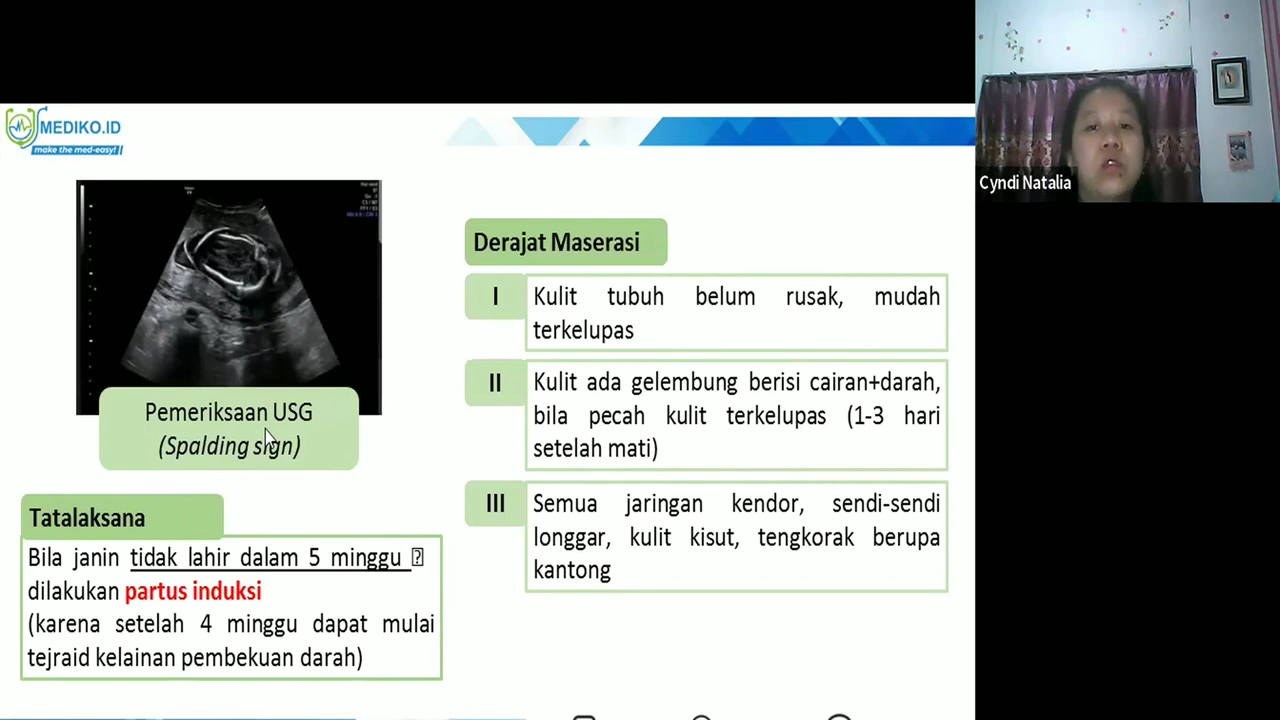 MEDIKO.ID
make the med-easy!
Pemeriksaan USG
(Spalding sign)
Tatalaksana
Bila janin tidak lahir dalam 5 minggu
dilakukan partus induksi
(karena setelah 4 minggu dapat mulai
tejraid kelainan pembekuan darah)
Derajat Maserasi
I
Kulit tubuh belum rusak, mudah
terkelupas
II
Kulit ada gelembung berisi cairan+darah,
bila pecah kulit terkelupas (1-3 hari
setelah mati)
III
Semua jaringan kendor, sendi-sendi
longgar, kulit kisut, tengkorak berupa
kantong
Cyndi Natalia